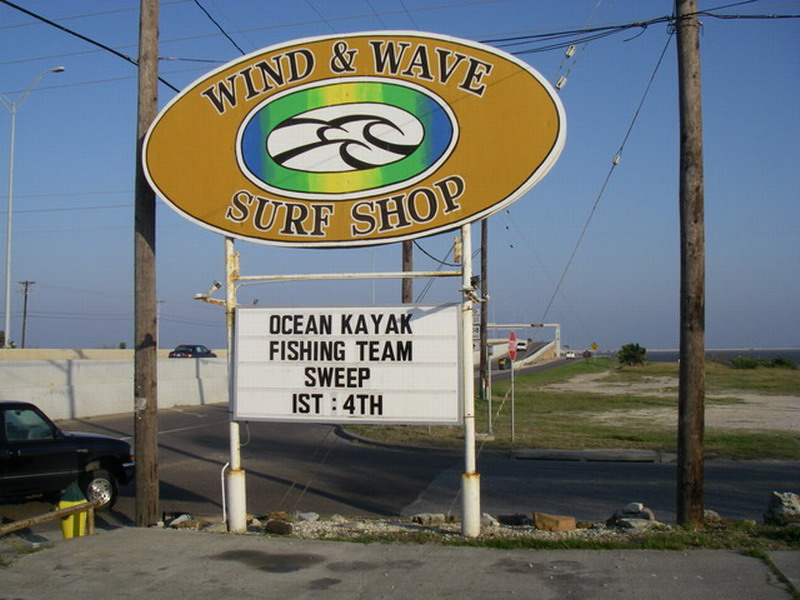 WIND & WAVE
SURF SHOP
OCEAN KAYAK
FISHING TEAM
SWEEP
IST : 4TH